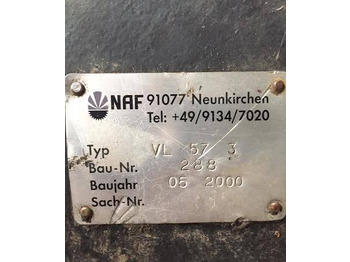 NAF 91077 Neunkirchen
Tel: +49/9134/7020
Typ VL 57 3
Bau-Nr. 288
Baujahr 05 2000
Sach-Nr.